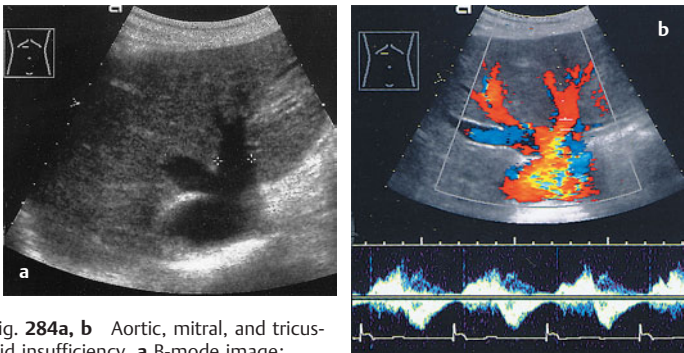 a
b
ig. 284a, b Aortic, mitral, and tricus-
id insufficiency. a B-mode image: